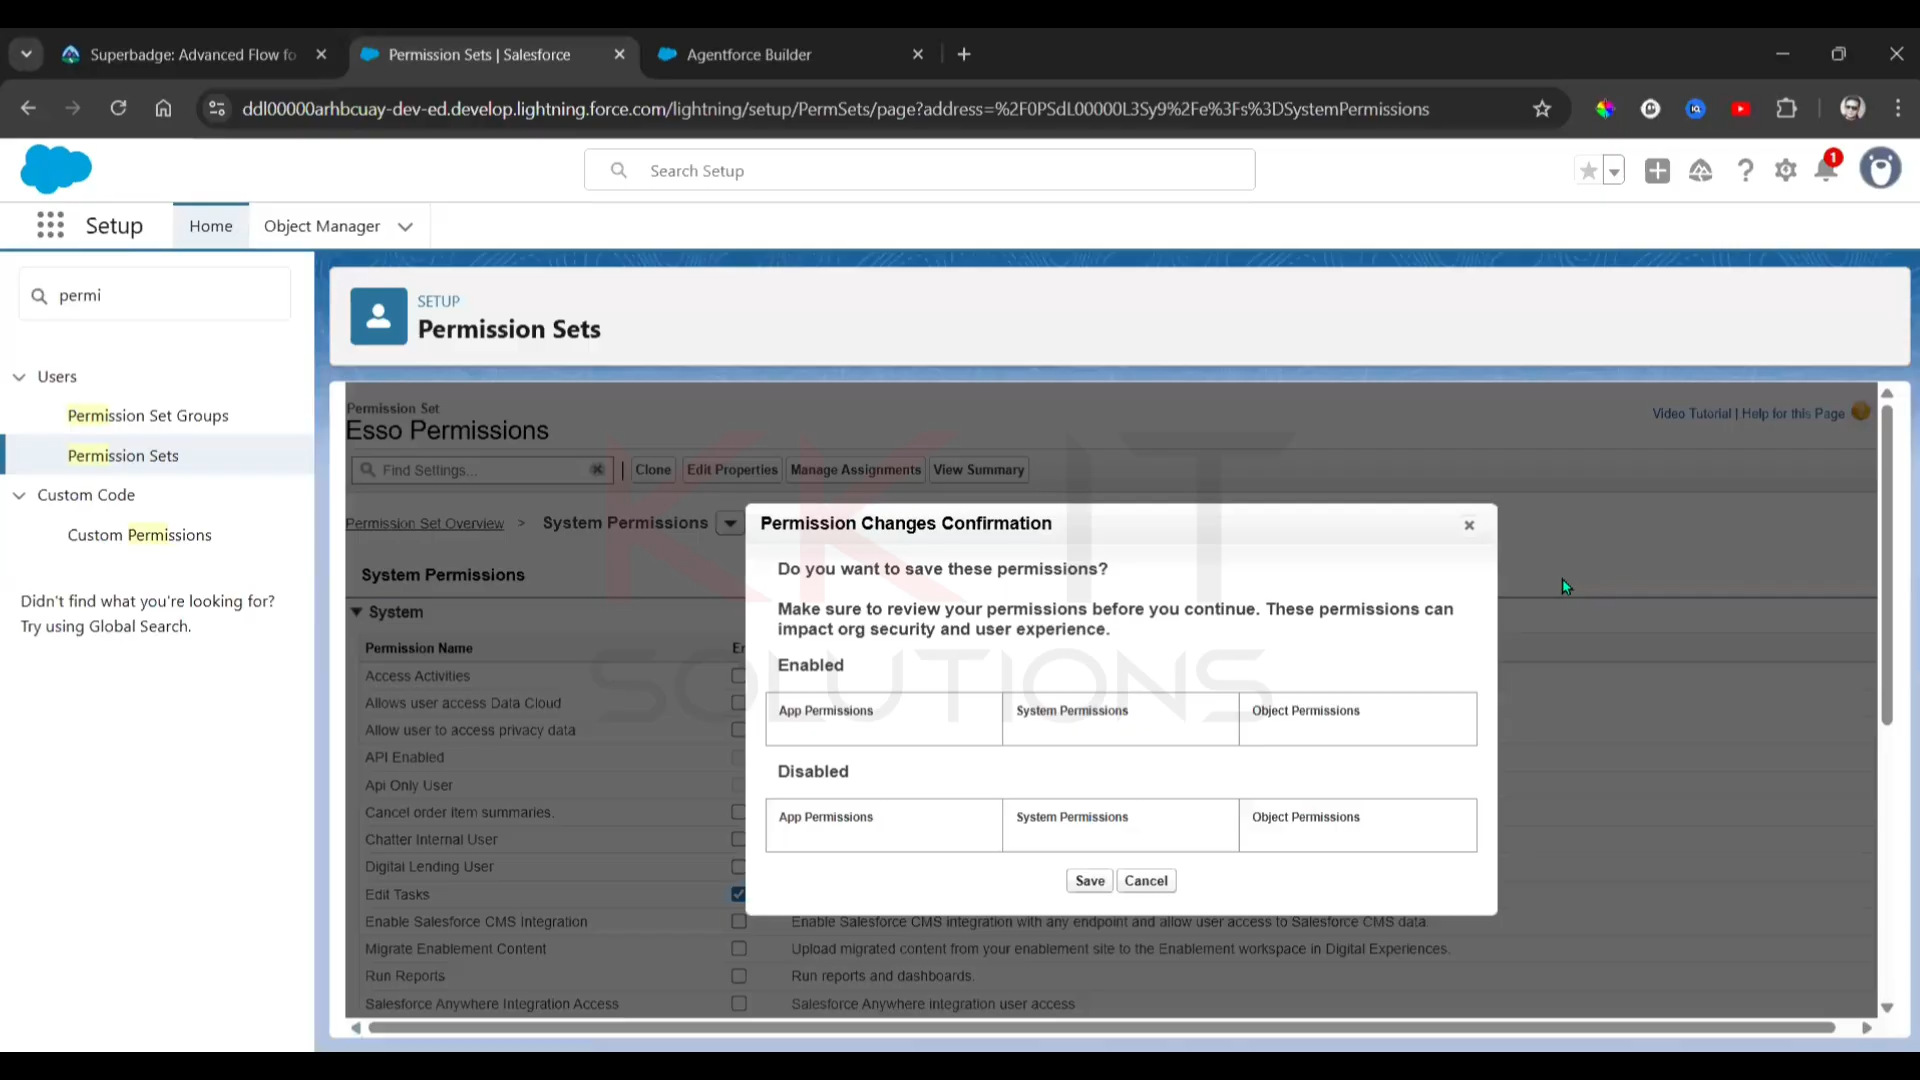 Superbadge: Advanced Flow fo
Permission Sets | Salesforce
Agentforce Builder
ddl00000arhbcuay-dev-ed.develop.lightning.force.com/lightning/setup/PermSets/page?address=%2F0PSdL00000L3Sy9%2Fe%3Fs%3DSystemPermissions
Search Setup
1
Setup
Home
Object Manager
permi
Users
Permission Set Groups
Permission Sets
Custom Code
Custom Permissions
Didn't find what you're looking for?
Try using Global Search.
SETUP
Permission Sets
Permission Set
Esso Permissions
Video Tutorial | Help for this Page
Find Settings...
Clone
Edit Properties
Manage Assignments
View Summary
Permission Set Overview > System Permissions
System Permissions
System
Permission Name
En
Access Activities
Allows user access Data Cloud
Allow user to access privacy data
API Enabled
Api Only User
Cancel order item summaries.
Chatter Internal User
Digital Lending User
Edit Tasks
Enable Salesforce CMS Integration
Enable Salesforce CMS integration with any endpoint and allow user access to Salesforce CMS data.
Migrate Enablement Content
Upload migrated content from your enablement site to the Enablement workspace in Digital Experiences.
Run Reports
Run reports and dashboards.
Salesforce Anywhere Integration Access
Salesforce Anywhere integration user access
Permission Changes Confirmation
Do you want to save these permissions?
Make sure to review your permissions before you continue. These permissions can
impact org security and user experience.
Enabled
App Permissions
System Permissions
Object Permissions
Disabled
App Permissions
System Permissions
Object Permissions
Save
Cancel
KK IT
SOLUTIONS